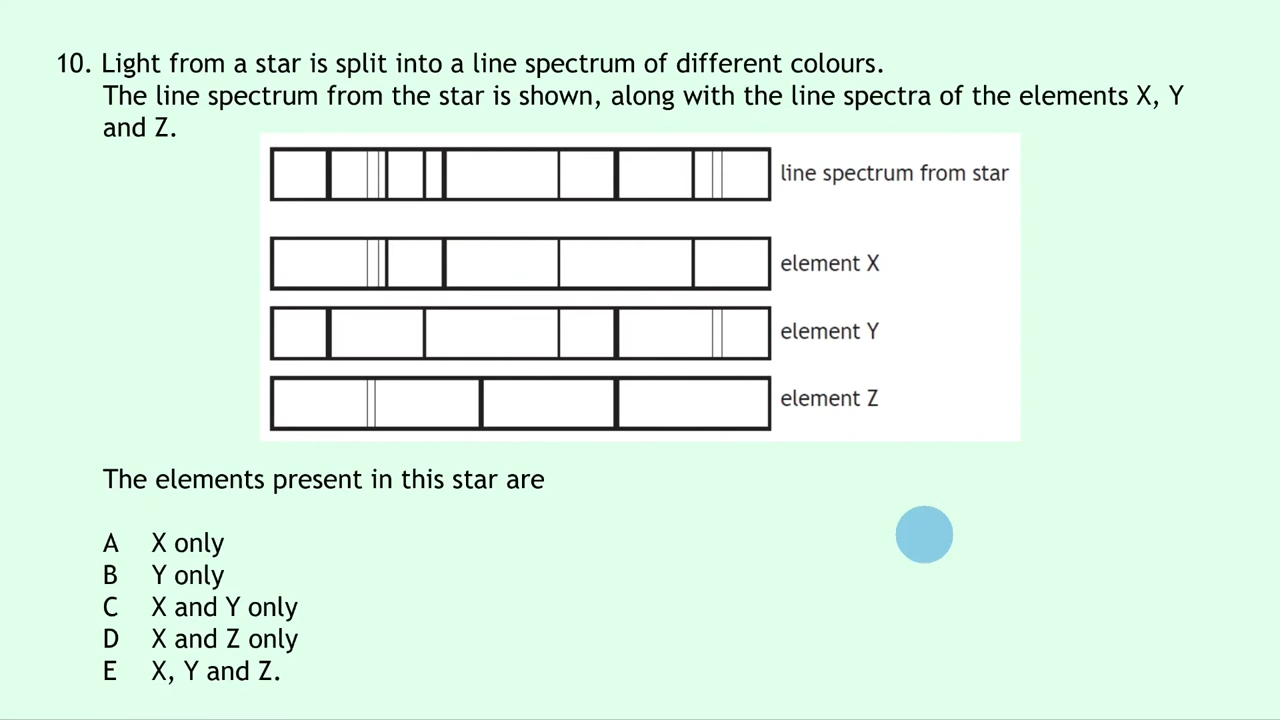 10. Light from a star is split into a line spectrum of different colours.
The line spectrum from the star is shown, along with the line spectra of the elements X, Y
and Z.
line spectrum from star
element X
element Y
element Z
The elements present in this star are
A X only
B Y only
C X and Y only
D X and Z only
E X, Y and Z.